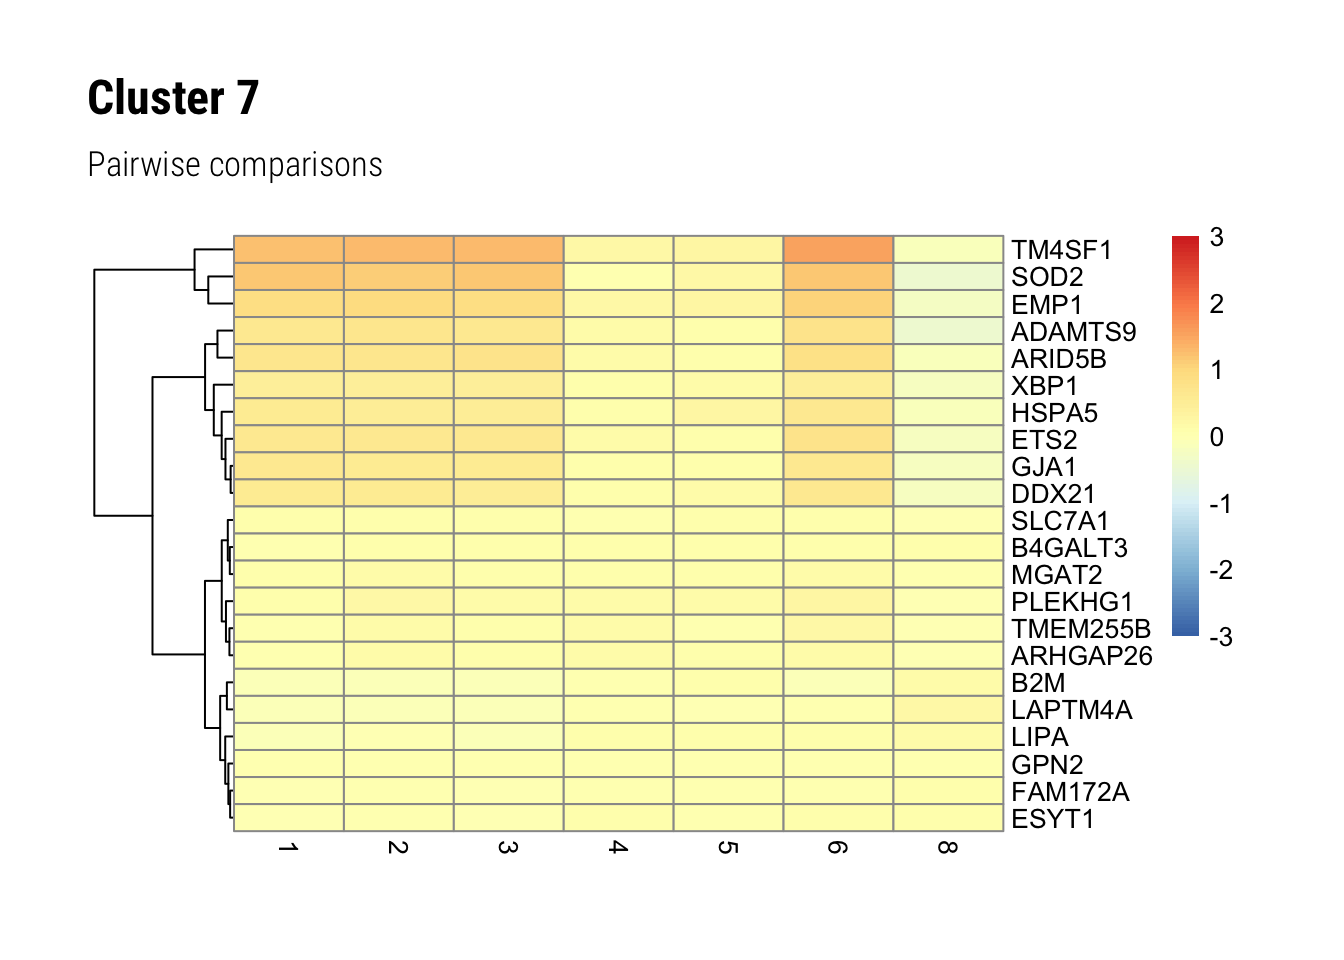 Cluster 7
Pairwise comparisons
TM4SF1
SOD2
EMP1
ADAMTS9
ARID5B
XBP1
HSPA5
ETS2
GJA1
DDX21
SLC7A1
B4GALT3
MGAT2
PLEKHG1
TMEM255B
ARHGAP26
B2M
LAPTM4A
LIPA
GPN2
FAM172A
ESYT1
3
2
1
0
-1
-2
-3
1 2 3 4 5 6 8